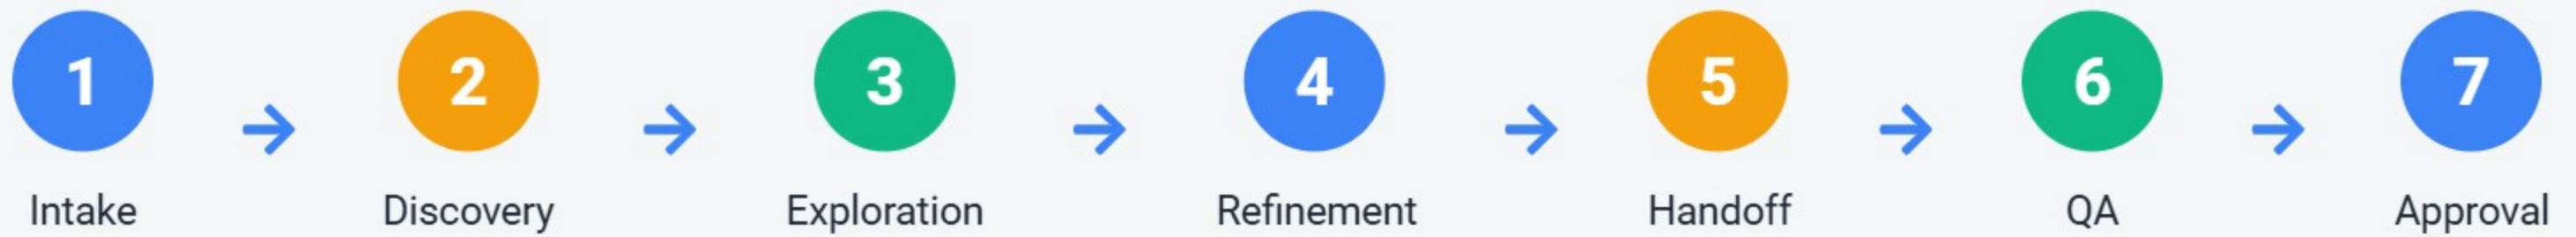 1 2 3 4 5 6 7
Intake Discovery Exploration Refinement Handoff QA Approval